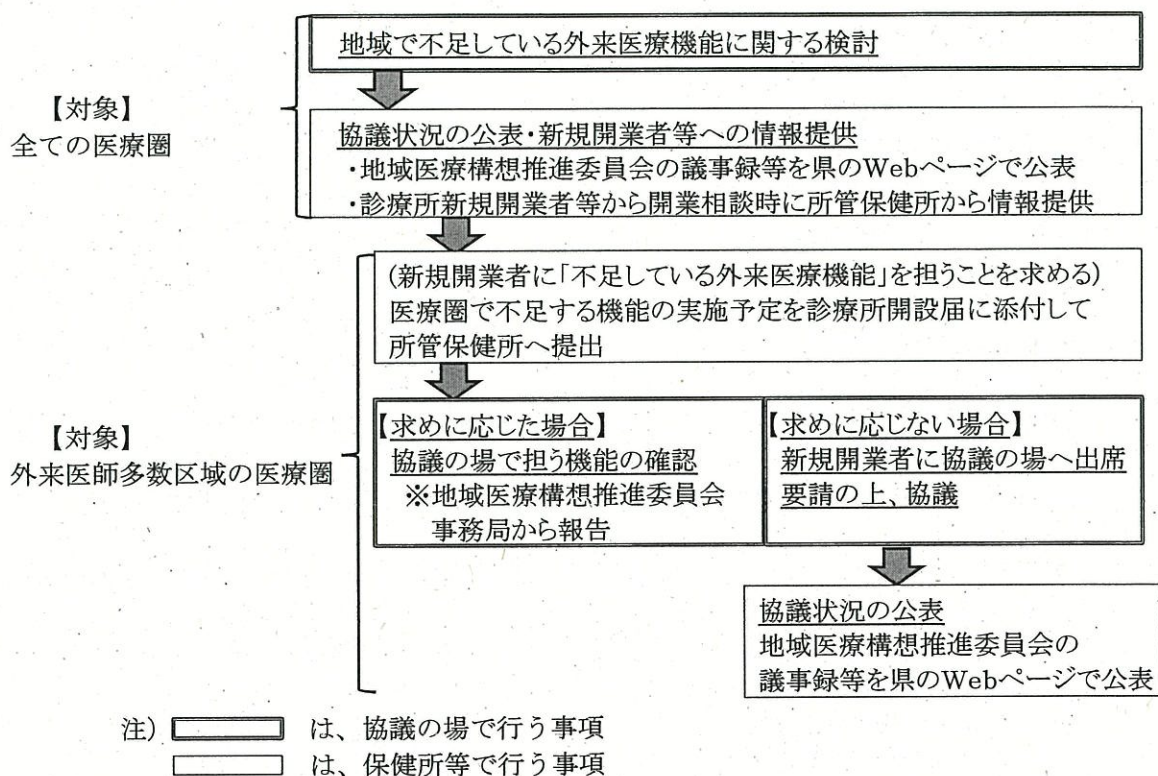 地域で不足している外来医療機能に関する検討
【対象】
全ての医療圏
協議状況の公表・新規開業者等への情報提供
・地域医療構想推進委員会の議事録等を県のWebページで公表
・診療所新規開業者等から開業相談時に所管保健所から情報提供
(新規開業者に「不足している外来医療機能」を担うことを求める)
医療圏で不足する機能の実施予定を診療所開設届に添付して
所管保健所へ提出
【対象】
外来医師多数区域の医療圏
【求めに応じた場合】
協議の場で担う機能の確認
※地域医療構想推進委員会
事務局から報告
【求めに応じない場合】
新規開業者に協議の場へ出席
要請の上、協議
協議状況の公表
地域医療構想推進委員会の
議事録等を県のWebページで公表
注) は、協議の場で行う事項
は、保健所等で行う事項